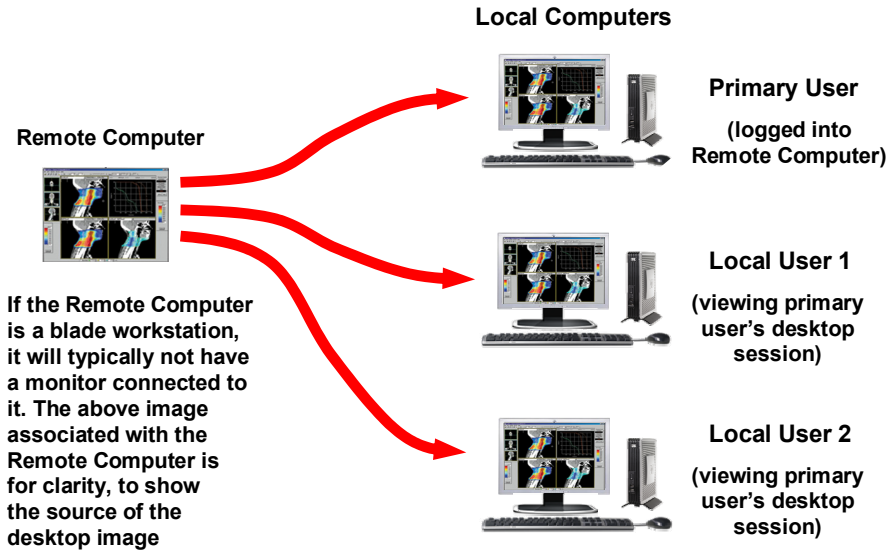 Local Computers
Remote Computer
If the Remote Computer
is a blade workstation,
it will typically not have
a monitor connected to
it. The above image
associated with the
Remote Computer is
for clarity, to show
the source of the
desktop image
Primary User
(logged into
Remote Computer)
Local User 1
(viewing primary
user's desktop
session)
Local User 2
(viewing primary
user's desktop
session)